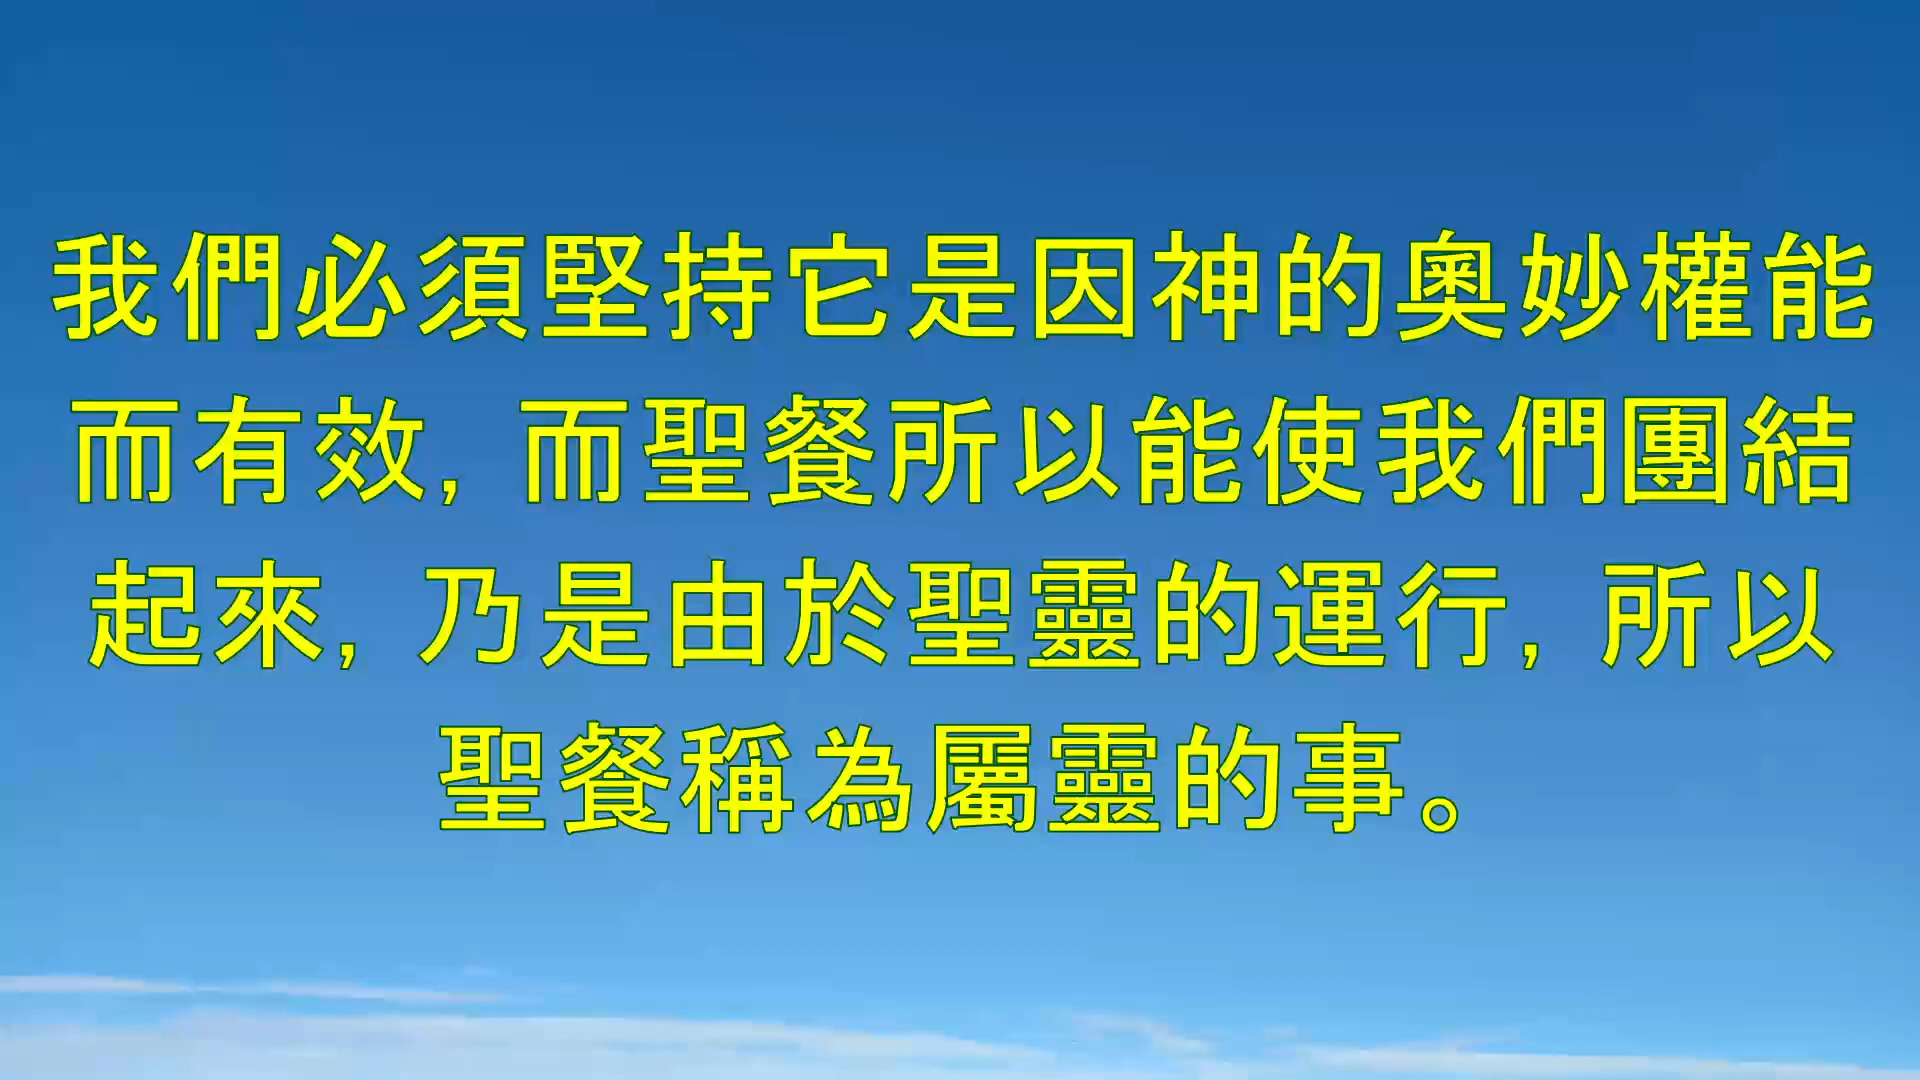 我們必須堅持它是因神的奧妙權能
而有效, 而聖餐所以能使我們團結
起來, 乃是由於聖靈的運行, 所以
聖餐稱為屬靈的事。